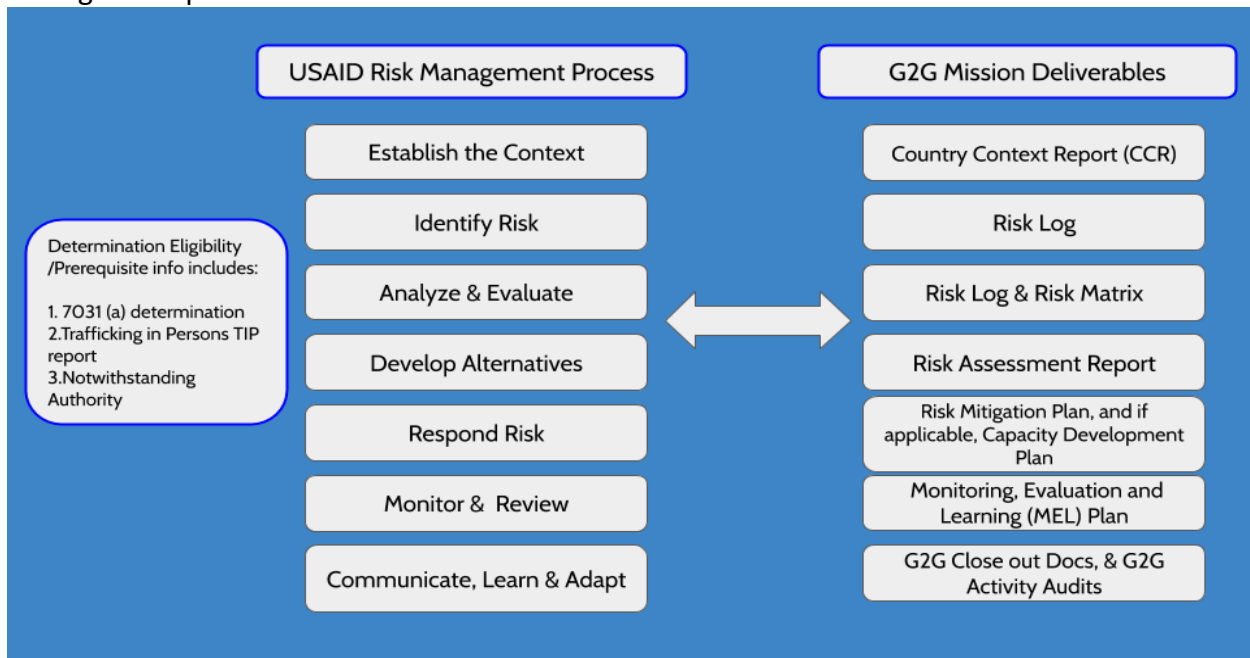 USAID Risk Management Process
G2G Mission Deliverables
Determination Eligibility
/Prerequisite info includes:
1. 7031 (a) determination
2.Trafficking in Persons TIP
report
3.Notwithstanding
Authority
Establish the Context
Identify Risk
Analyze & Evaluate
Develop Alternatives
Respond Risk
Monitor & Review
Communicate, Learn & Adapt
Country Context Report (CCR)
Risk Log
Risk Log & Risk Matrix
Risk Assessment Report
Risk Mitigation Plan, and if
applicable, Capacity Development
Plan
Monitoring, Evaluation and
Learning (MEL) Plan
G2G Close out Docs, & G2G
Activity Audits